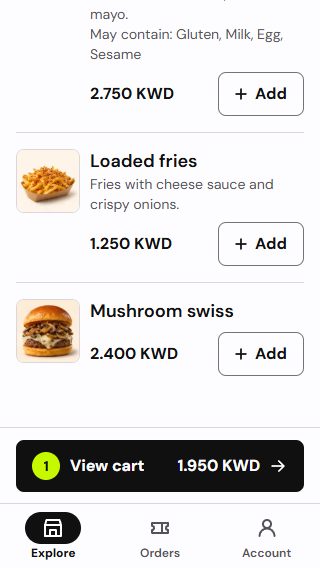 mayo.
May contain: Gluten, Milk, Egg,
Sesame
2.750 KWD
+ Add
Loaded fries
Fries with cheese sauce and
crispy onions.
1.250 KWD
+ Add
Mushroom swiss
2.400 KWD
+ Add
1 View cart 1.950 KWD →
Explore Orders Account